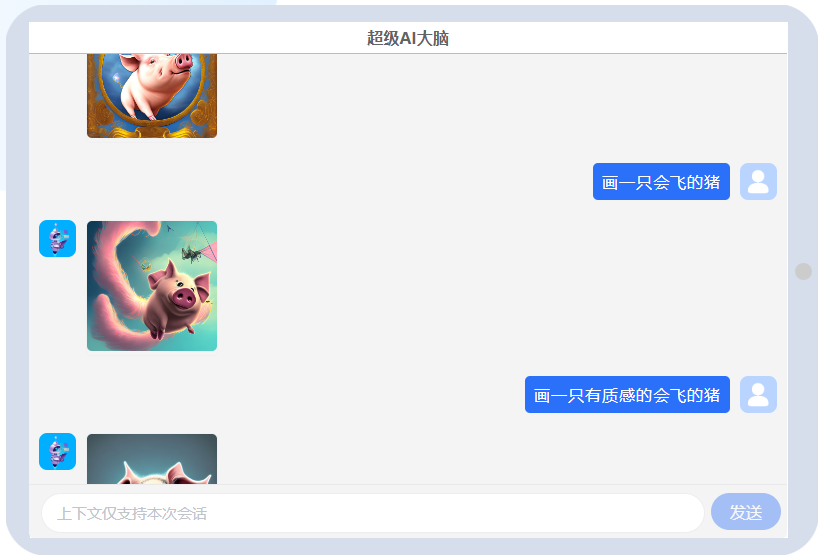 超级AI大脑
画一只会飞的猪
画一只有质感的会飞的猪
上下文仅支持本次会话
发送